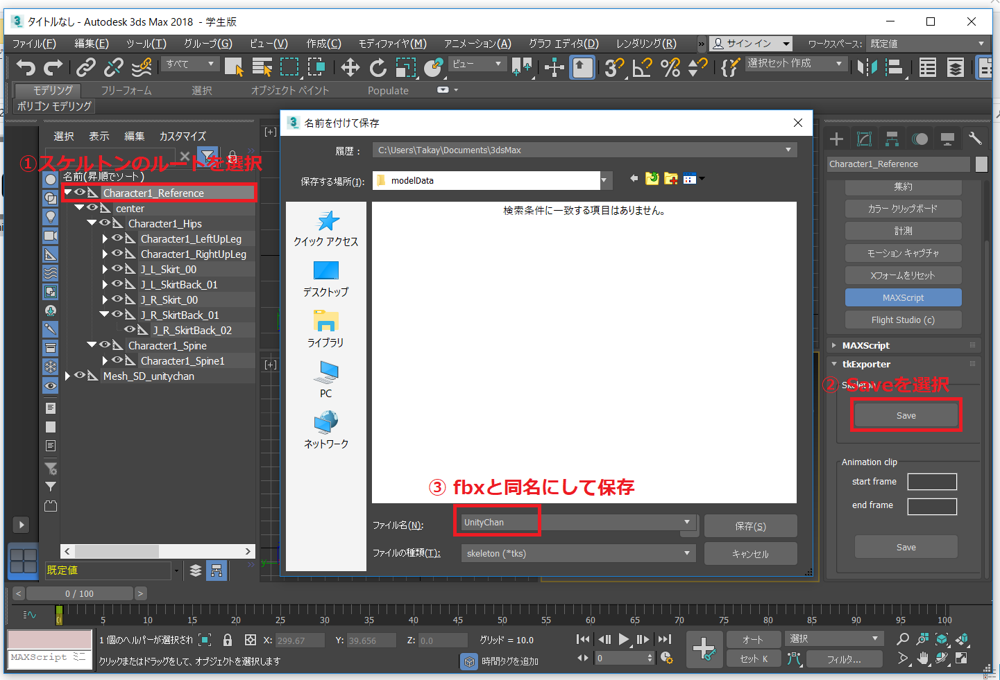 タイトルなし - Autodesk 3ds Max 2018 - 学生版
ファイル(F) 編集(E) ツール(T) グループ(G) ビュー(V) 作成(C) モディファイヤ(M) アニメーション(A) グラフ エディタ(D) レンダリング(R) » サイン イン ワークスペース: 既定値
すべて ビュー 選択セット作成
モデリング フリーフォーム 選択 オブジェクト ペイント Populate
ポリゴン モデリング
選択 表示 編集 カスタマイズ
①スケルトンのルートを選択
名前(昇順でソート)
Character1_Reference
center
Character1_Hips
Character1_LeftUpLeg
Character1_RightUpLeg
J_L_Skirt_00
J_L_SkirtBack_01
J_R_Skirt_00
J_R_SkirtBack_01
J_R_SkirtBack_02
Character1_Spine
Character1_Spine1
Mesh_SD_unitychan
既定値
[+]
[+]
y
名前を付けて保存
履歴:
C:\Users\Takay\Documents\3dsMax
保存する場所(I):
modelData
検索条件に一致する項目はありません。
クイック アクセス
デスクトップ
ライブラリ
PC
ネットワーク
③ fbxと同名にして保存
ファイル名(N):
UnityChan
保存(S)
ファイルの種類(T):
skeleton (*tks)
キャンセル
Character1_Reference
集約
カラー クリップボード
計測
モーション キャプチャ
Xフォームをリセット
MAXScript
Flight Studio (c)
MAXScript
tkExporter
Skeleton
② Saveを選択
Save
Animation clip
start frame
end frame
Save
< 0 / 100 >
0 5 10 15 20 25 30 35 40 45 50 55 60 65 70 75 80 85 90 95 100
1 個のヘルパーが選択され X: 299.67 Y: 39.656 Z: 0.0 グリッド = 10.0 オート 選択
MAXScript ミニ
クリックまたはドラッグをして、オブジェクトを選択します 時間タグを追加 0 セット K フィルタ...